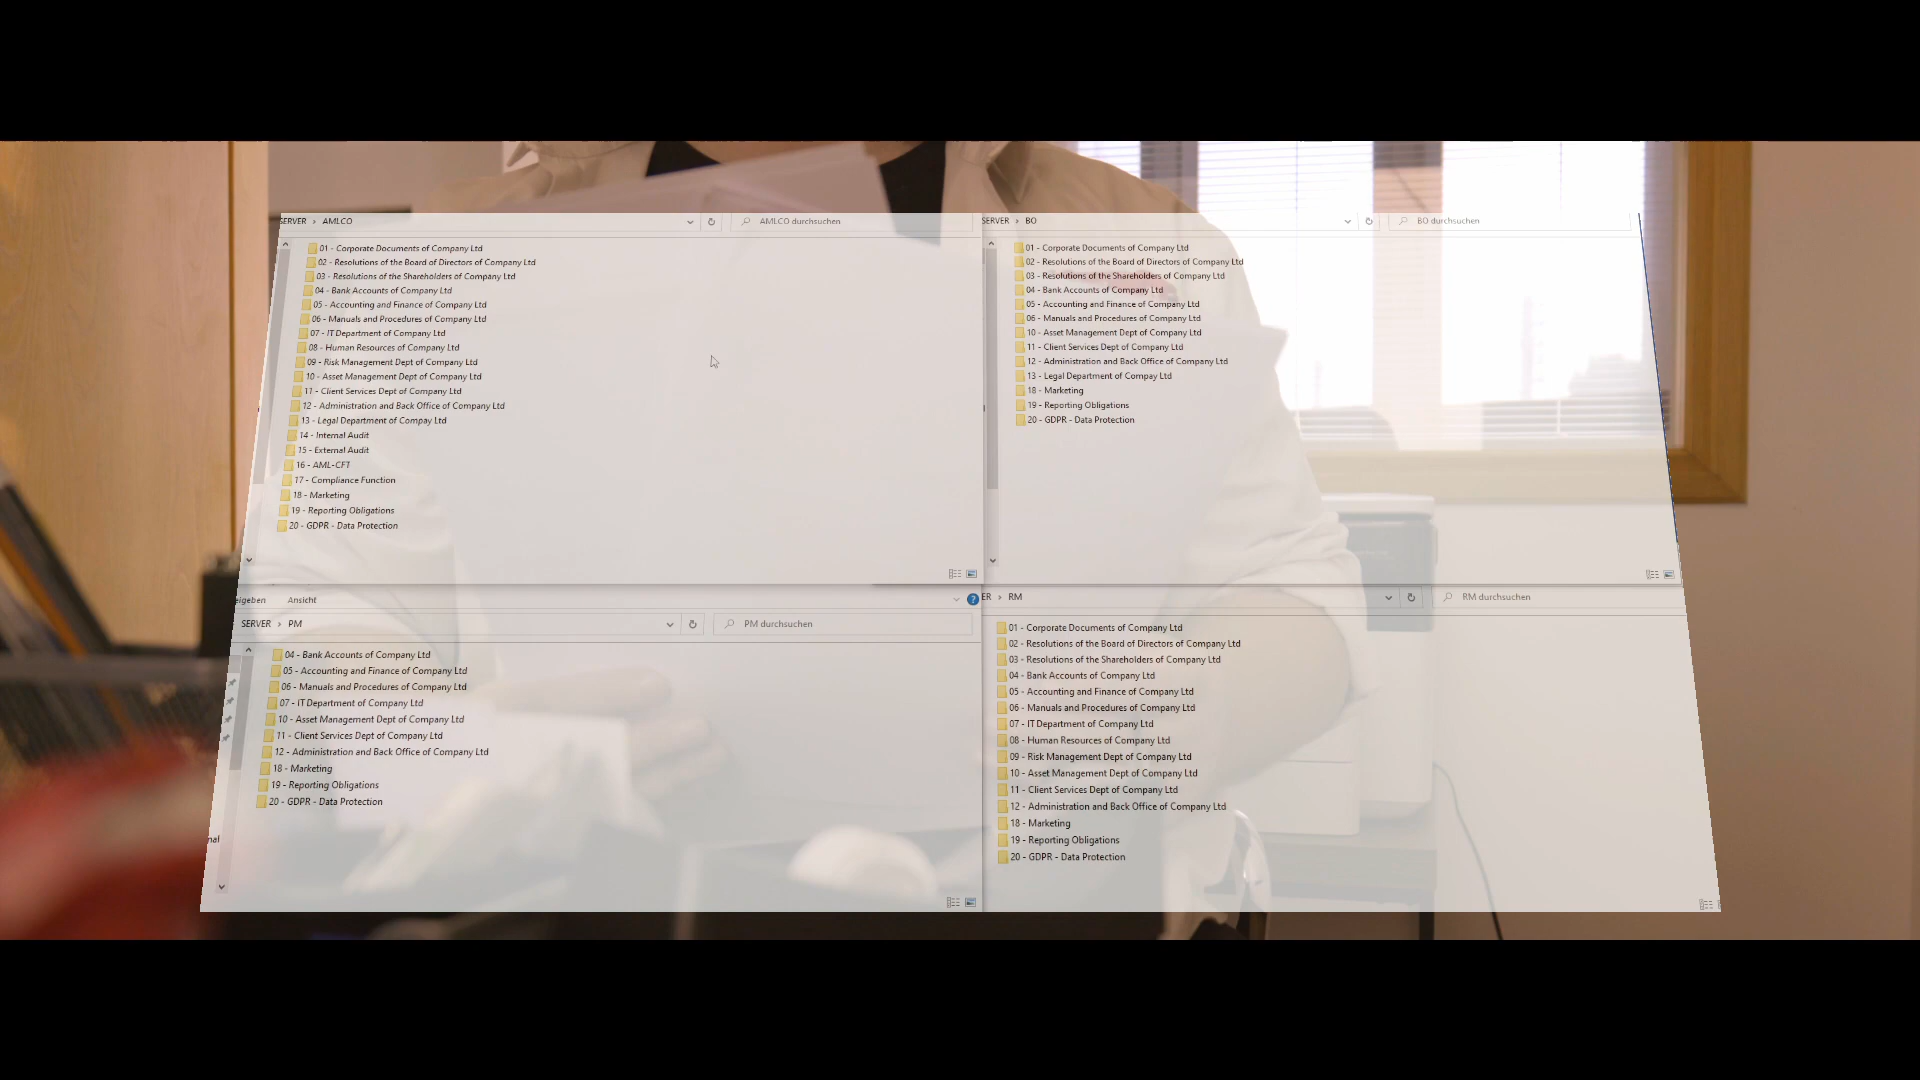 SERVER > AMLCO
AMLCO durchsuchen
01 - Corporate Documents of Company Ltd
02 - Resolutions of the Board of Directors of Company Ltd
03 - Resolutions of the Shareholders of Company Ltd
04 - Bank Accounts of Company Ltd
05 - Accounting and Finance of Company Ltd
06 - Manuals and Procedures of Company Ltd
07 - IT Department of Company Ltd
08 - Human Resources of Company Ltd
09 - Risk Management Dept of Company Ltd
10 - Asset Management Dept of Company Ltd
11 - Client Services Dept of Company Ltd
12 - Administration and Back Office of Company Ltd
13 - Legal Department of Compay Ltd
14 - Internal Audit
15 - External Audit
16 - AML-CFT
17 - Compliance Function
18 - Marketing
19 - Reporting Obligations
20 - GDPR - Data Protection
SERVER > BO
BO durchsuchen
01 - Corporate Documents of Company Ltd
02 - Resolutions of the Board of Directors of Company Ltd
03 - Resolutions of the Shareholders of Company Ltd
04 - Bank Accounts of Company Ltd
05 - Accounting and Finance of Company Ltd
06 - Manuals and Procedures of Company Ltd
10 - Asset Management Dept of Company Ltd
11 - Client Services Dept of Company Ltd
12 - Administration and Back Office of Company Ltd
13 - Legal Department of Compay Ltd
18 - Marketing
19 - Reporting Obligations
20 - GDPR - Data Protection
eigeben Ansicht
SERVER > PM
PM durchsuchen
04 - Bank Accounts of Company Ltd
05 - Accounting and Finance of Company Ltd
06 - Manuals and Procedures of Company Ltd
07 - IT Department of Company Ltd
10 - Asset Management Dept of Company Ltd
11 - Client Services Dept of Company Ltd
12 - Administration and Back Office of Company Ltd
18 - Marketing
19 - Reporting Obligations
20 - GDPR - Data Protection
nal
ER > RM
RM durchsuchen
01 - Corporate Documents of Company Ltd
02 - Resolutions of the Board of Directors of Company Ltd
03 - Resolutions of the Shareholders of Company Ltd
04 - Bank Accounts of Company Ltd
05 - Accounting and Finance of Company Ltd
06 - Manuals and Procedures of Company Ltd
07 - IT Department of Company Ltd
08 - Human Resources of Company Ltd
09 - Risk Management Dept of Company Ltd
10 - Asset Management Dept of Company Ltd
11 - Client Services Dept of Company Ltd
12 - Administration and Back Office of Company Ltd
18 - Marketing
19 - Reporting Obligations
20 - GDPR - Data Protection